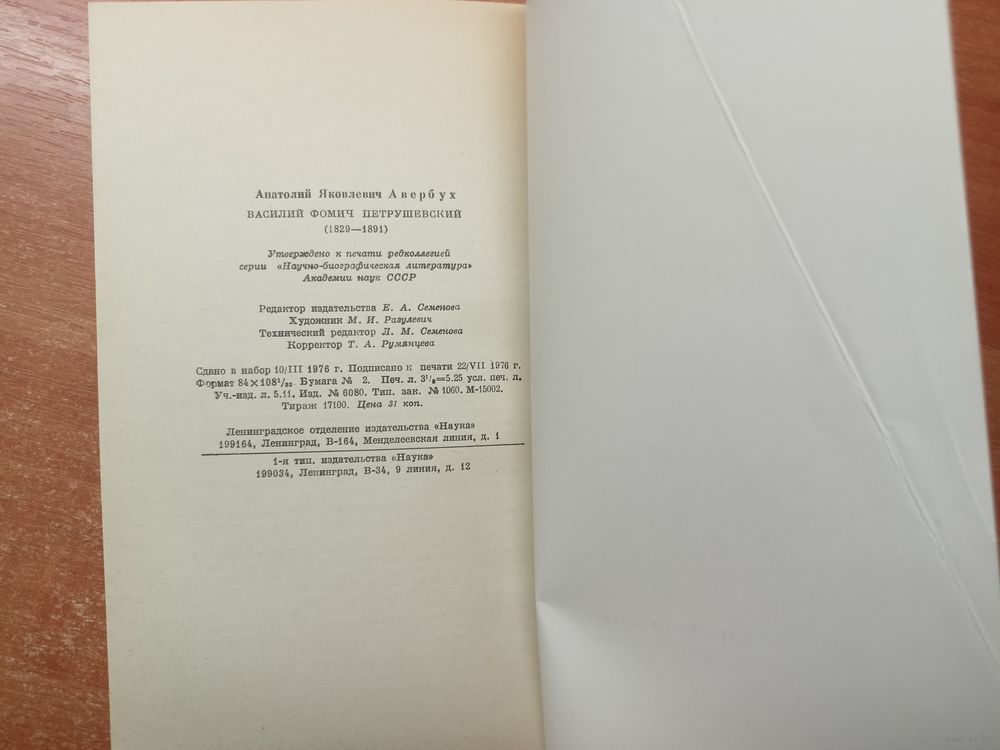 Анатолий Яковлевич Авербух
ВАСИЛИЙ ФОМИЧ ПЕТРУШЕВСКИЙ
(1829—1891)
Утверждено к печати редколлегией
серии «Научно-биографическая литература»
Академии наук СССР
Редактор издательства Е. А. Семенова
Художник М. И. Разулевич
Технический редактор Л. М. Семенова
Корректор Т. А. Румянцева
Сдано в набор 10/III 1976 г. Подписано к печати 22/VII 1976 г.
Формат 84×108¹/₃₂. Бумага № 2. Печ. л. 3¹/₈=5.25 усл. печ. л.
Уч.-изд. л. 5.11. Изд. № 6080. Тип. зак. № 1060. М-15002.
Тираж 17100. Цена 31 коп.
Ленинградское отделение издательства «Наука»
199164, Ленинград, В-164, Менделеевская линия, д. 1
1-я тип. издательства «Наука»
199034, Ленинград, В-34, 9 линия, д. 12